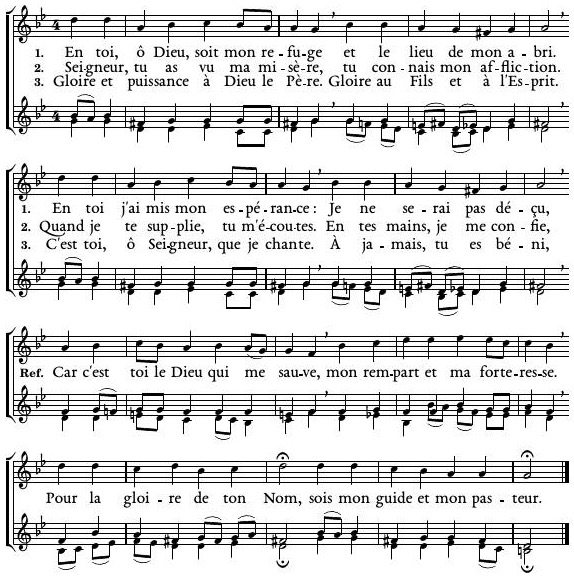 1. En toi, ô Dieu, soit mon re-fu-ge et le lieu de mon a-bri.
2. Sei-gneur, tu as vu ma mi-sè-re, tu con-nais mon af-flic-tion.
3. Gloire et puissance à Dieu le Pè-re. Gloire au Fils et à l'Es-prit.
1. En toi j'ai mis mon es-pé-ran-ce: Je ne se-rai pas dé-çu,
2. Quand je te sup-plie, tu m'é-cou-tes. En tes mains, je me con-fie,
3. C'est toi, ô Sei-gneur, que je chante. À ja-mais, tu es bé-ni,
Ref. Car c'est toi le Dieu qui me sau-ve, mon rem-part et ma forte-res-se.
Pour la gloi-re de ton Nom, sois mon guide et mon pas-teur.